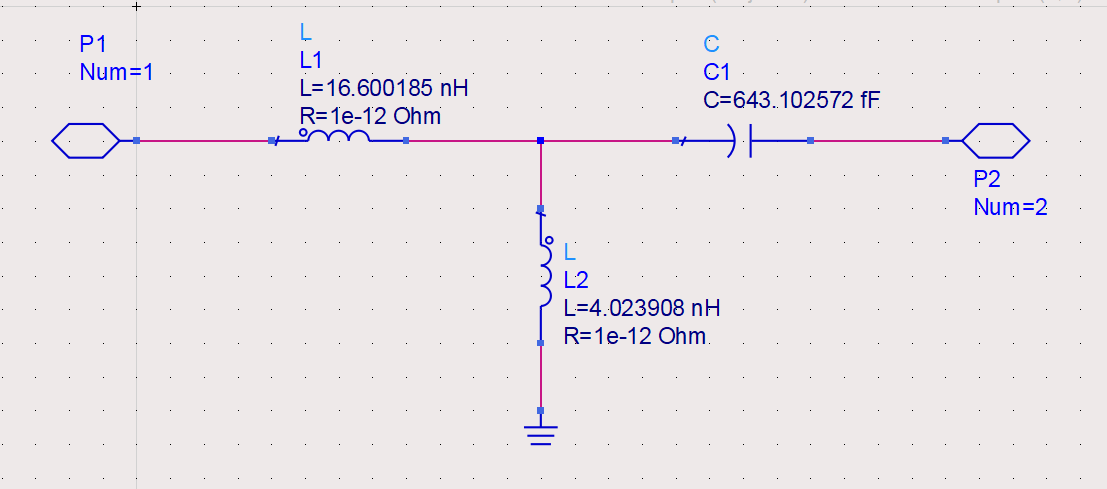 P1
Num=1
L
L1
L=16.600185 nH
R=1e-12 Ohm
C
C1
C=643.102572 fF
P2
Num=2
L
L2
L=4.023908 nH
R=1e-12 Ohm